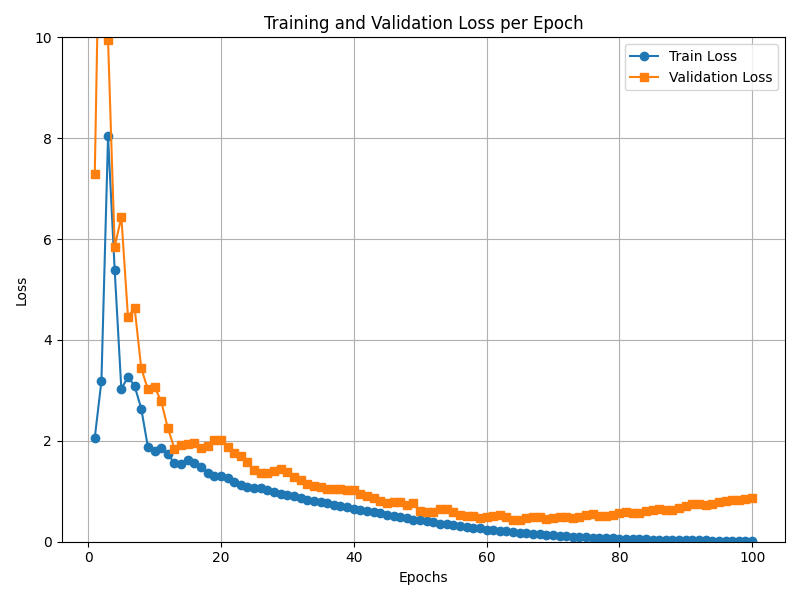 Training and Validation Loss per Epoch
Train Loss
Validation Loss
Loss
10
8
6
4
2
0
0 20 40 60 80 100
Epochs